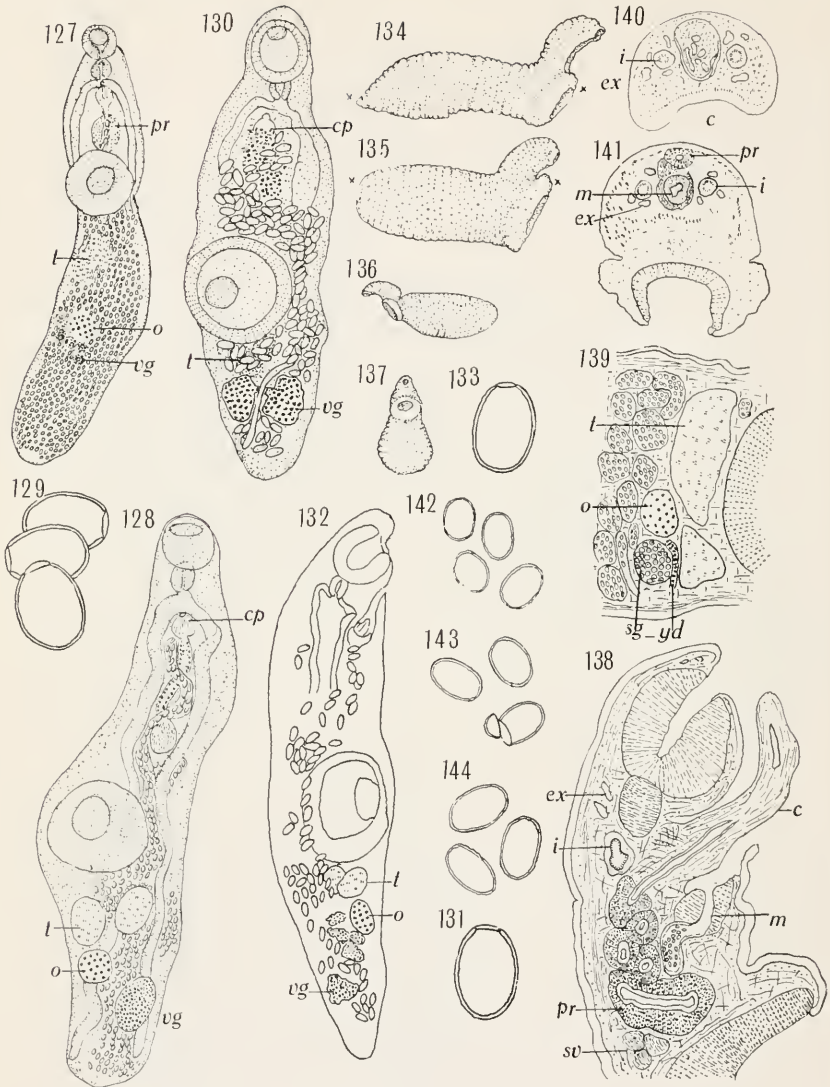 127
pr
t
o
vg
130
cp
t
vg
134
x
x
135
x
x
136
137
133
140
i
ex
c
141
pr
m
i
ex
139
t
o
sg
yd
129
128
cp
t
o
vg
132
t
o
vg
142
143
144
131
138
ex
i
c
m
pr
sv